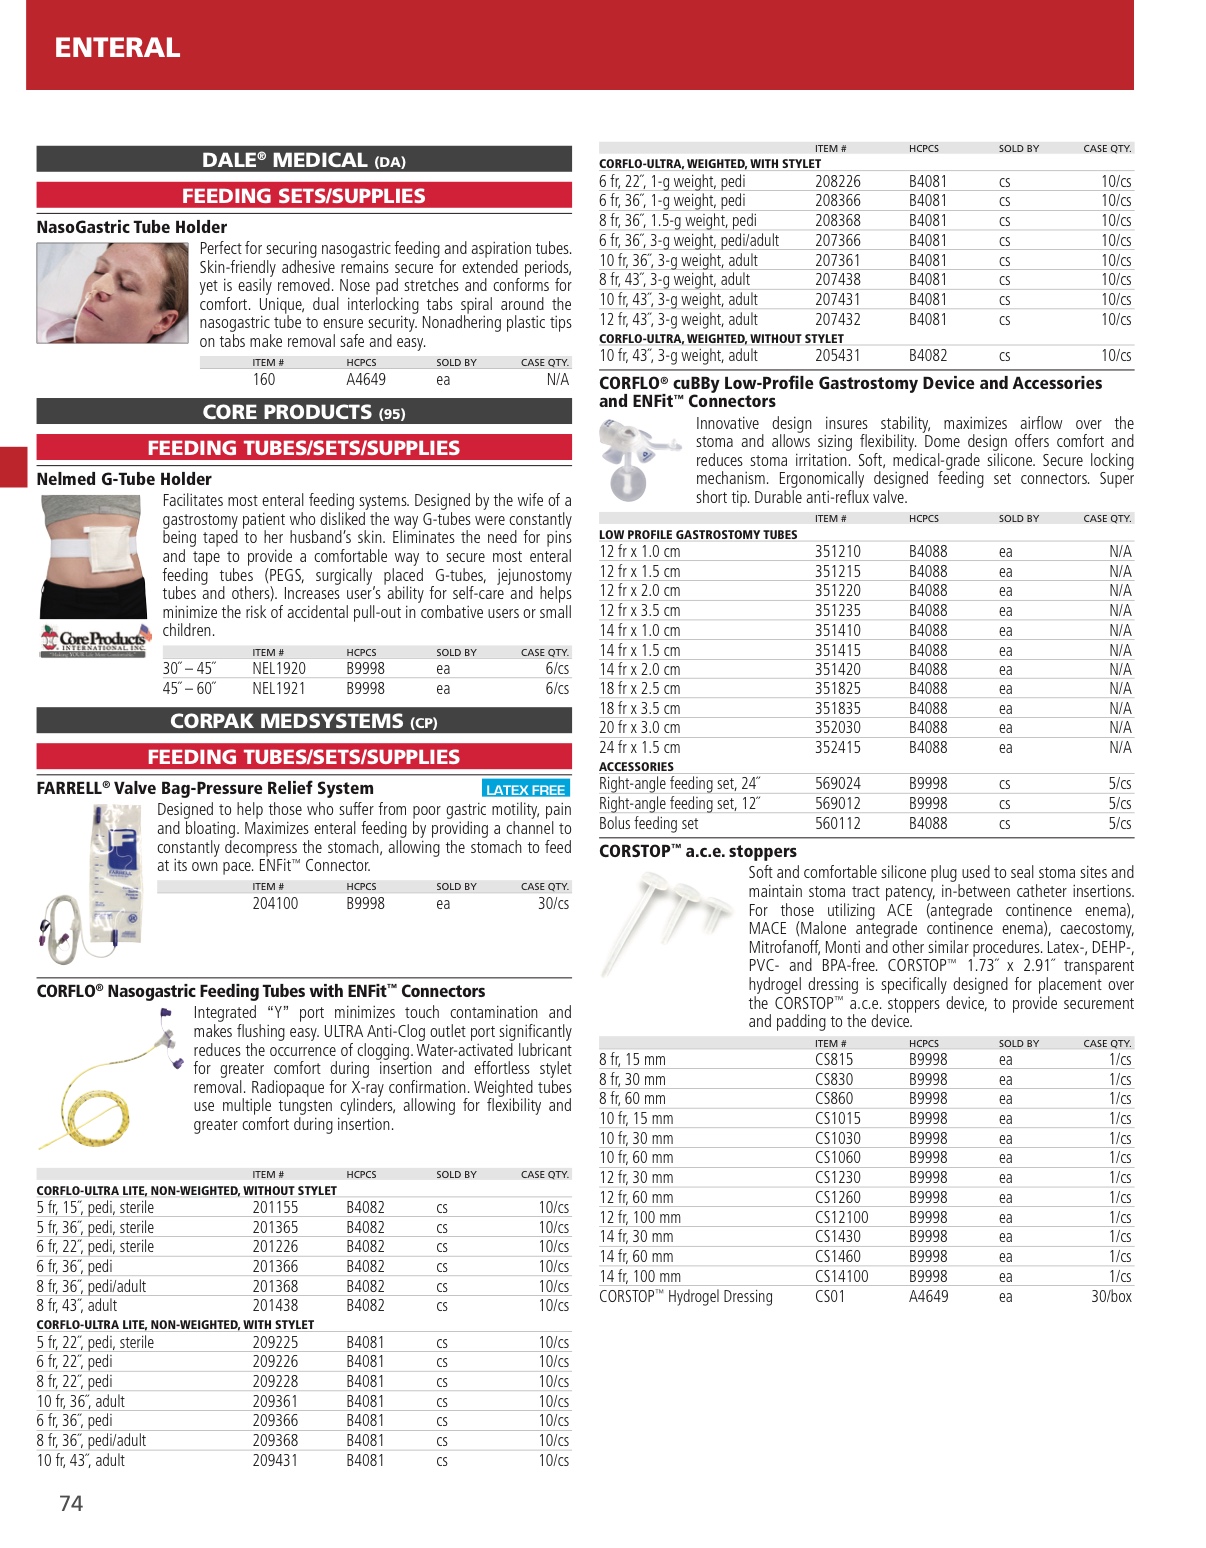 ENTERAL
DALE® MEDICAL (DA)
FEEDING SETS/SUPPLIES
NasoGastric Tube Holder
Perfect for securing nasogastric feeding and aspiration tubes.
Skin-friendly adhesive remains secure for extended periods,
yet is easily removed. Nose pad stretches and conforms for
comfort. Unique, dual interlocking tabs spiral around the
nasogastric tube to ensure security. Nonadhering plastic tips
on tabs make removal safe and easy.
ITEM # HCPCS SOLD BY CASE QTY.
160 A4649 ea N/A
CORE PRODUCTS (95)
FEEDING TUBES/SETS/SUPPLIES
Nelmed G-Tube Holder
Facilitates most enteral feeding systems. Designed by the wife of a
gastrostomy patient who disliked the way G-tubes were constantly
being taped to her husband’s skin. Eliminates the need for pins
and tape to provide a comfortable way to secure most enteral
feeding tubes (PEGS, surgically placed G-tubes, jejunostomy
tubes and others). Increases user’s ability for self-care and helps
minimize the risk of accidental pull-out in combative users or small
children.
Core Products
INTERNATIONAL, INC.
ITEM # HCPCS SOLD BY CASE QTY.
30˝ – 45˝ NEL1920 B9998 ea 6/cs
45˝ – 60˝ NEL1921 B9998 ea 6/cs
CORPAK MEDSYSTEMS (CP)
FEEDING TUBES/SETS/SUPPLIES
FARRELL® Valve Bag-Pressure Relief System LATEX FREE
Designed to help those who suffer from poor gastric motility, pain
and bloating. Maximizes enteral feeding by providing a channel to
constantly decompress the stomach, allowing the stomach to feed
at its own pace. ENFit™ Connector.
ITEM # HCPCS SOLD BY CASE QTY.
204100 B9998 ea 30/cs
CORFLO® Nasogastric Feeding Tubes with ENFit™ Connectors
Integrated “Y” port minimizes touch contamination and
makes flushing easy. ULTRA Anti-Clog outlet port significantly
reduces the occurrence of clogging. Water-activated lubricant
for greater comfort during insertion and effortless stylet
removal. Radiopaque for X-ray confirmation. Weighted tubes
use multiple tungsten cylinders, allowing for flexibility and
greater comfort during insertion.
ITEM # HCPCS SOLD BY CASE QTY.
CORFLO-ULTRA LITE, NON-WEIGHTED, WITHOUT STYLET
5 fr, 15˝, pedi, sterile 201155 B4082 cs 10/cs
5 fr, 36˝, pedi, sterile 201365 B4082 cs 10/cs
6 fr, 22˝, pedi, sterile 201226 B4082 cs 10/cs
6 fr, 36˝, pedi 201366 B4082 cs 10/cs
8 fr, 36˝, pedi/adult 201368 B4082 cs 10/cs
8 fr, 43˝, adult 201438 B4082 cs 10/cs
CORFLO-ULTRA LITE, NON-WEIGHTED, WITH STYLET
5 fr, 22˝, pedi, sterile 209225 B4081 cs 10/cs
6 fr, 22˝, pedi 209226 B4081 cs 10/cs
8 fr, 22˝, pedi 209228 B4081 cs 10/cs
10 fr, 36˝, adult 209361 B4081 cs 10/cs
6 fr, 36˝, pedi 209366 B4081 cs 10/cs
8 fr, 36˝, pedi/adult 209368 B4081 cs 10/cs
10 fr, 43˝, adult 209431 B4081 cs 10/cs
ITEM # HCPCS SOLD BY CASE QTY.
CORFLO-ULTRA, WEIGHTED, WITH STYLET
6 fr, 22˝, 1-g weight, pedi 208226 B4081 cs 10/cs
6 fr, 36˝, 1-g weight, pedi 208366 B4081 cs 10/cs
8 fr, 36˝, 1.5-g weight, pedi 208368 B4081 cs 10/cs
6 fr, 36˝, 3-g weight, pedi/adult 207366 B4081 cs 10/cs
10 fr, 36˝, 3-g weight, adult 207361 B4081 cs 10/cs
8 fr, 43˝, 3-g weight, adult 207438 B4081 cs 10/cs
10 fr, 43˝, 3-g weight, adult 207431 B4081 cs 10/cs
12 fr, 43˝, 3-g weight, adult 207432 B4081 cs 10/cs
CORFLO-ULTRA, WEIGHTED, WITHOUT STYLET
10 fr, 43˝, 3-g weight, adult 205431 B4082 cs 10/cs
CORFLO® cuBBy Low-Profile Gastrostomy Device and Accessories
and ENFit™ Connectors
Innovative design insures stability, maximizes airflow over the
stoma and allows sizing flexibility. Dome design offers comfort and
reduces stoma irritation. Soft, medical-grade silicone. Secure locking
mechanism. Ergonomically designed feeding set connectors. Super
short tip. Durable anti-reflux valve.
ITEM # HCPCS SOLD BY CASE QTY.
LOW PROFILE GASTROSTOMY TUBES
12 fr x 1.0 cm 351210 B4088 ea N/A
12 fr x 1.5 cm 351215 B4088 ea N/A
12 fr x 2.0 cm 351220 B4088 ea N/A
12 fr x 3.5 cm 351235 B4088 ea N/A
14 fr x 1.0 cm 351410 B4088 ea N/A
14 fr x 1.5 cm 351415 B4088 ea N/A
14 fr x 2.0 cm 351420 B4088 ea N/A
18 fr x 2.5 cm 351825 B4088 ea N/A
18 fr x 3.5 cm 351835 B4088 ea N/A
20 fr x 3.0 cm 352030 B4088 ea N/A
24 fr x 1.5 cm 352415 B4088 ea N/A
ACCESSORIES
Right-angle feeding set, 24˝ 569024 B9998 cs 5/cs
Right-angle feeding set, 12˝ 569012 B9998 cs 5/cs
Bolus feeding set 560112 B4088 cs 5/cs
CORSTOP™ a.c.e. stoppers
Soft and comfortable silicone plug used to seal stoma sites and
maintain stoma tract patency, in-between catheter insertions.
For those utilizing ACE (antegrade continence enema),
MACE (Malone antegrade continence enema), caecostomy,
Mitrofanoff, Monti and other similar procedures. Latex-, DEHP-,
PVC- and BPA-free. CORSTOP™ 1.73˝ x 2.91˝ transparent
hydrogel dressing is specifically designed for placement over
the CORSTOP™ a.c.e. stoppers device, to provide securement
and padding to the device.
ITEM # HCPCS SOLD BY CASE QTY.
8 fr, 15 mm CS815 B9998 ea 1/cs
8 fr, 30 mm CS830 B9998 ea 1/cs
8 fr, 60 mm CS860 B9998 ea 1/cs
10 fr, 15 mm CS1015 B9998 ea 1/cs
10 fr, 30 mm CS1030 B9998 ea 1/cs
10 fr, 60 mm CS1060 B9998 ea 1/cs
12 fr, 30 mm CS1230 B9998 ea 1/cs
12 fr, 60 mm CS1260 B9998 ea 1/cs
12 fr, 100 mm CS12100 B9998 ea 1/cs
14 fr, 30 mm CS1430 B9998 ea 1/cs
14 fr, 60 mm CS1460 B9998 ea 1/cs
14 fr, 100 mm CS14100 B9998 ea 1/cs
CORSTOP™ Hydrogel Dressing CS01 A4649 ea 30/box
74